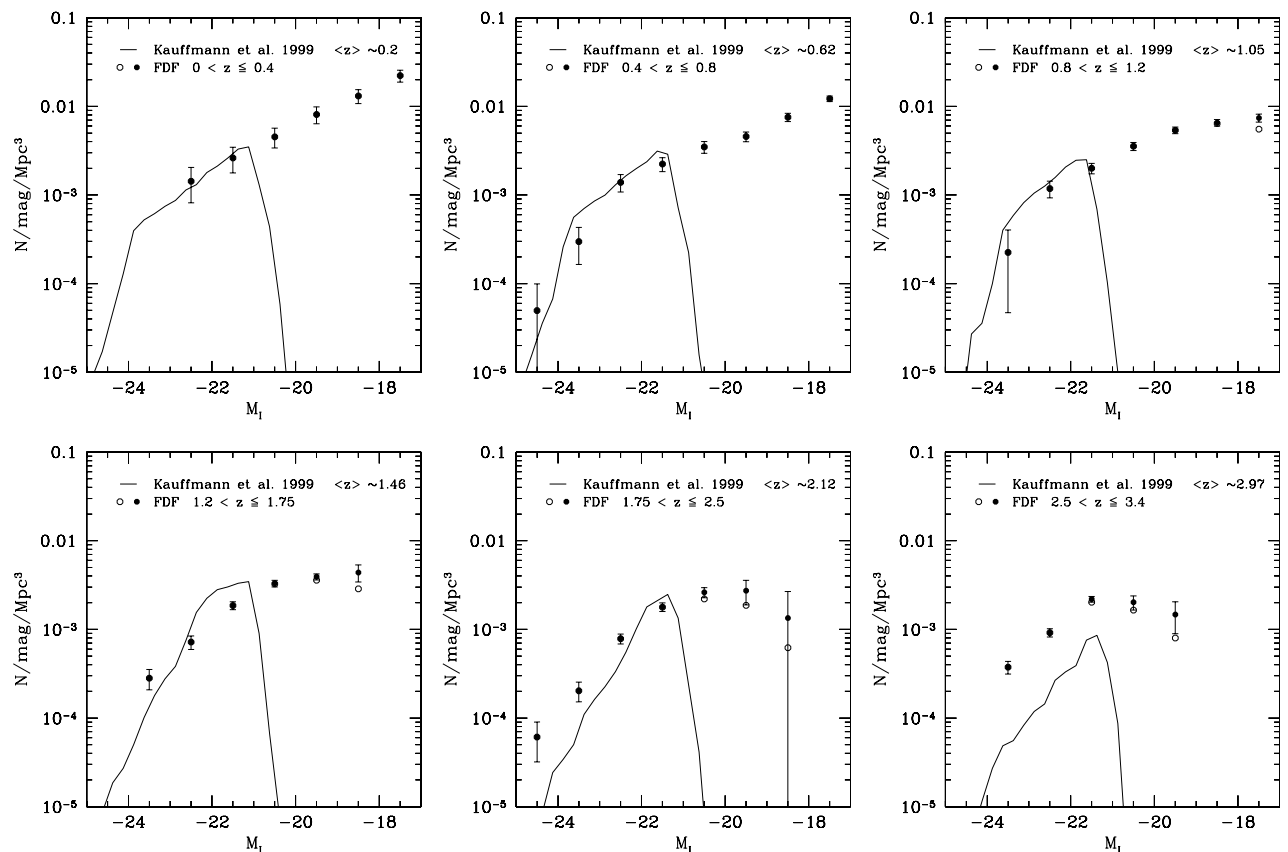 0.1
0.01
10⁻³
10⁻⁴
10⁻⁵
N/mag/Mpc³
Kauffmann et al. 1999 <z> ~0.2
FDF 0 < z ≦ 0.4
−24 −22 −20 −18
M_I
0.1
0.01
10⁻³
10⁻⁴
10⁻⁵
N/mag/Mpc³
Kauffmann et al. 1999 <z> ~0.62
FDF 0.4 < z ≦ 0.8
−24 −22 −20 −18
M_I
0.1
0.01
10⁻³
10⁻⁴
10⁻⁵
N/mag/Mpc³
Kauffmann et al. 1999 <z> ~1.05
FDF 0.8 < z ≦ 1.2
−24 −22 −20 −18
M_I
0.1
0.01
10⁻³
10⁻⁴
10⁻⁵
N/mag/Mpc³
Kauffmann et al. 1999 <z> ~1.46
FDF 1.2 < z ≦ 1.75
−24 −22 −20 −18
M_I
0.1
0.01
10⁻³
10⁻⁴
10⁻⁵
N/mag/Mpc³
Kauffmann et al. 1999 <z> ~2.12
FDF 1.75 < z ≦ 2.5
−24 −22 −20 −18
M_I
0.1
0.01
10⁻³
10⁻⁴
10⁻⁵
N/mag/Mpc³
Kauffmann et al. 1999 <z> ~2.97
FDF 2.5 < z ≦ 3.4
−24 −22 −20 −18
M_I